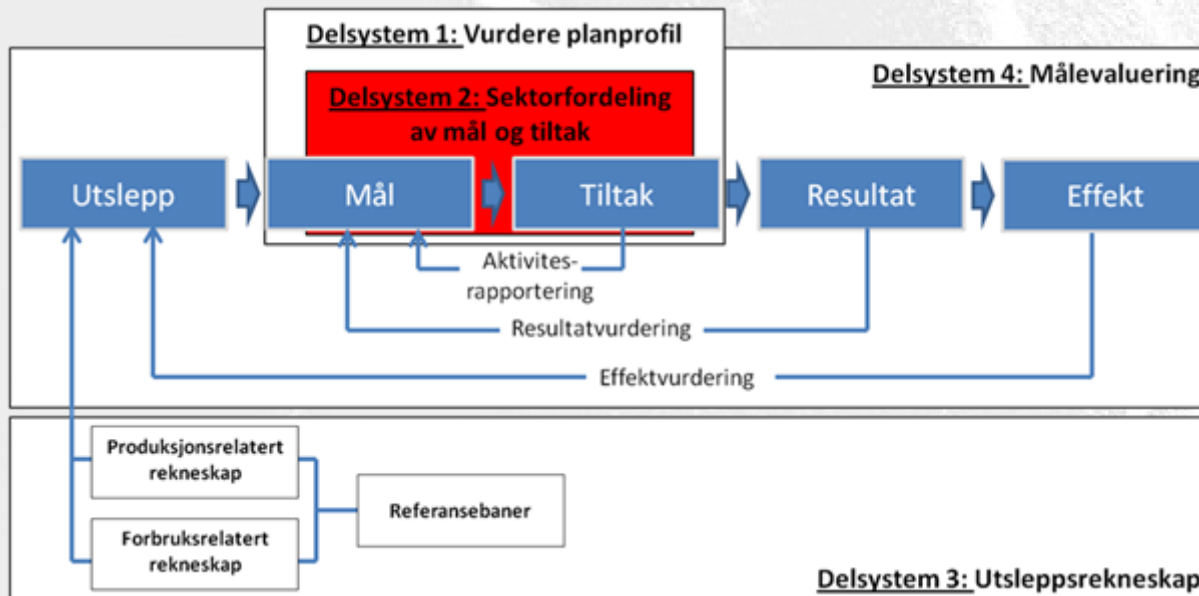 Delsystem 1: Vurdere planprofil
Delsystem 4: Målevaluering
Delsystem 2: Sektorfordeling
av mål og tiltak
Utslepp
Mål
Tiltak
Resultat
Effekt
Aktivites-
rapportering
Resultatvurdering
Effektvurdering
Produksjonsrelatert
rekneskap
Referansebaner
Forbruksrelatert
rekneskap
Delsystem 3: Utsleppsrekneskap